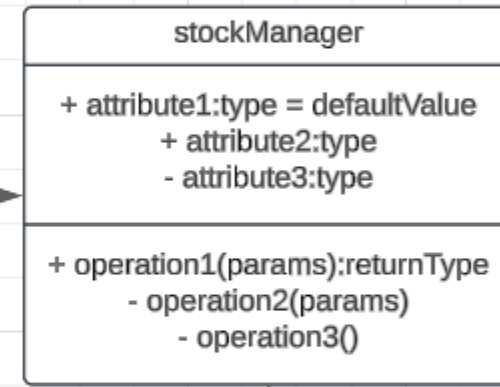 stockManager
+ attribute1:type = defaultValue
+ attribute2:type
- attribute3:type
+ operation1(params):returnType
- operation2(params)
- operation3()